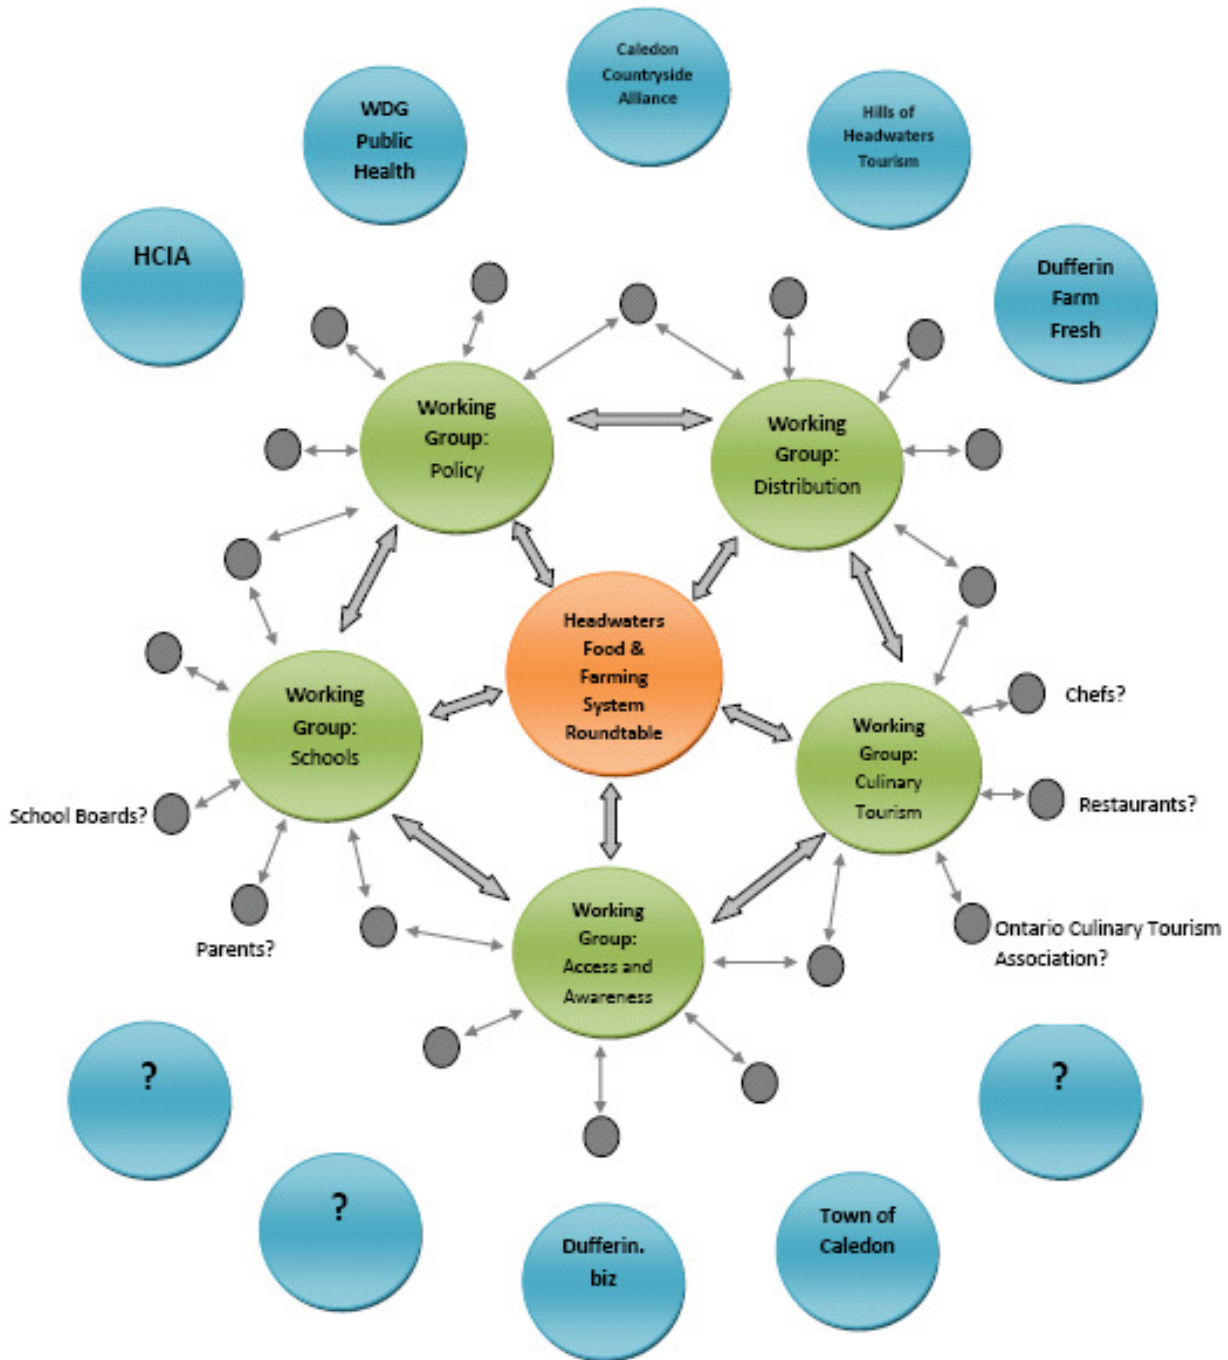 Caledon
Countryside
Alliance
WDG
Public
Health
Hills of
Headwaters
Tourism
HCIA
Dufferin
Farm
Fresh
Working
Group:
Policy
Working
Group:
Distribution
Headwaters
Food &
Farming
System
Roundtable
Working
Group:
Schools
Working
Group:
Culinary
Tourism
Chefs?
Restaurants?
Ontario Culinary Tourism
Association?
School Boards?
Parents?
Working
Group:
Access and
Awareness
?
?
?
Dufferin.
biz
Town of
Caledon